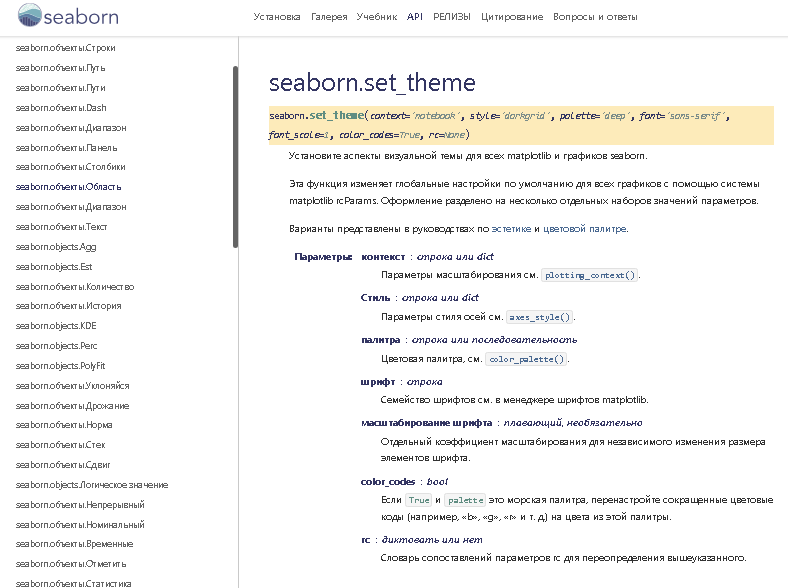 seaborn
Установка Галерея Учебник API РЕЛИЗЫ Цитирование Вопросы и ответы
seaborn.объекты.Строки
seaborn.объекты.Путь
seaborn.объекты.Пути
seaborn.объекты.Dash
seaborn.объекты.Диапазон
seaborn.объекты.Панель
seaborn.объекты.Столбики
seaborn.объекты.Область
seaborn.объекты.Диапазон
seaborn.объекты.Текст
seaborn.objects.Agg
seaborn.objects.Est
seaborn.объекты.Количество
seaborn.объекты.История
seaborn.objects.KDE
seaborn.objects.Perc
seaborn.objects.PolyFit
seaborn.объекты.Уклоняйся
seaborn.объекты.Дрожание
seaborn.объекты.Норма
seaborn.объекты.Стек
seaborn.объекты.Сдвиг
seaborn.objects.Логическое значение
seaborn.объекты.Непрерывный
seaborn.объекты.Номинальный
seaborn.объекты.Временные
seaborn.объекты.Отметить
seaborn.объекты.Статистика
seaborn.set_theme
seaborn.set_theme(context='notebook', style='darkgrid', palette='deep', font='sans-serif',
font_scale=1, color_codes=True, rc=None)
Установите аспекты визуальной темы для всех matplotlib и графиков seaborn.
Эта функция изменяет глобальные настройки по умолчанию для всех графиков с помощью системы
matplotlib rcParams. Оформление разделено на несколько отдельных наборов значений параметров.
Варианты представлены в руководствах по эстетике и цветовой палитре.
Параметры: контекст : строка или dict
Параметры масштабирования см. plotting_context().
Стиль : строка или dict
Параметры стиля осей см. axes_style().
палитра : строка или последовательность
Цветовая палитра, см. color_palette().
шрифт : строка
Семейство шрифтов см. в менеджере шрифтов matplotlib.
масштабирование шрифта : плавающий, необязательно
Отдельный коэффициент масштабирования для независимого изменения размера
элементов шрифта.
color_codes : bool
Если True и palette это морская палитра, перенастройте сокращенные цветовые
коды (например, «b», «g», «r» и т. д.) на цвета из этой палитры.
rc : диктовать или нет
Словарь сопоставлений параметров rc для переопределения вышеуказанного.